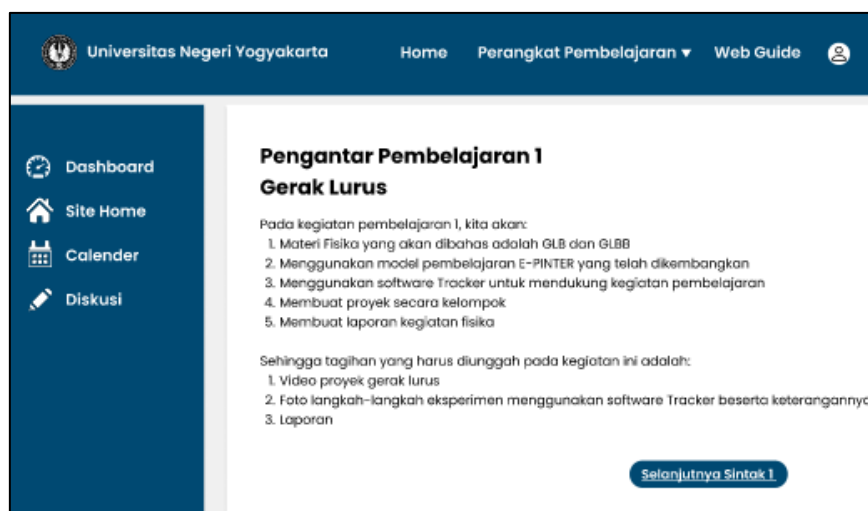 Universitas Negeri Yogyakarta
Home
Perangkat Pembelajaran ▼
Web Guide
Dashboard
Site Home
Calender
Diskusi
Pengantar Pembelajaran 1
Gerak Lurus
Pada kegiatan pembelajaran 1, kita akan:
1. Materi Fisika yang akan dibahas adalah GLB dan GLBB
2. Menggunakan model pembelajaran E-PINTER yang telah dikembangkan
3. Menggunakan software Tracker untuk mendukung kegiatan pembelajaran
4. Membuat proyek secara kelompok
5. Membuat laporan kegiatan fisika
Sehingga tagihan yang harus diunggah pada kegiatan ini adalah:
1. Video proyek gerak lurus
2. Foto langkah-langkah eksperimen menggunakan software Tracker beserta keterangannya
3. Laporan
Selanjutnya Sintak 1